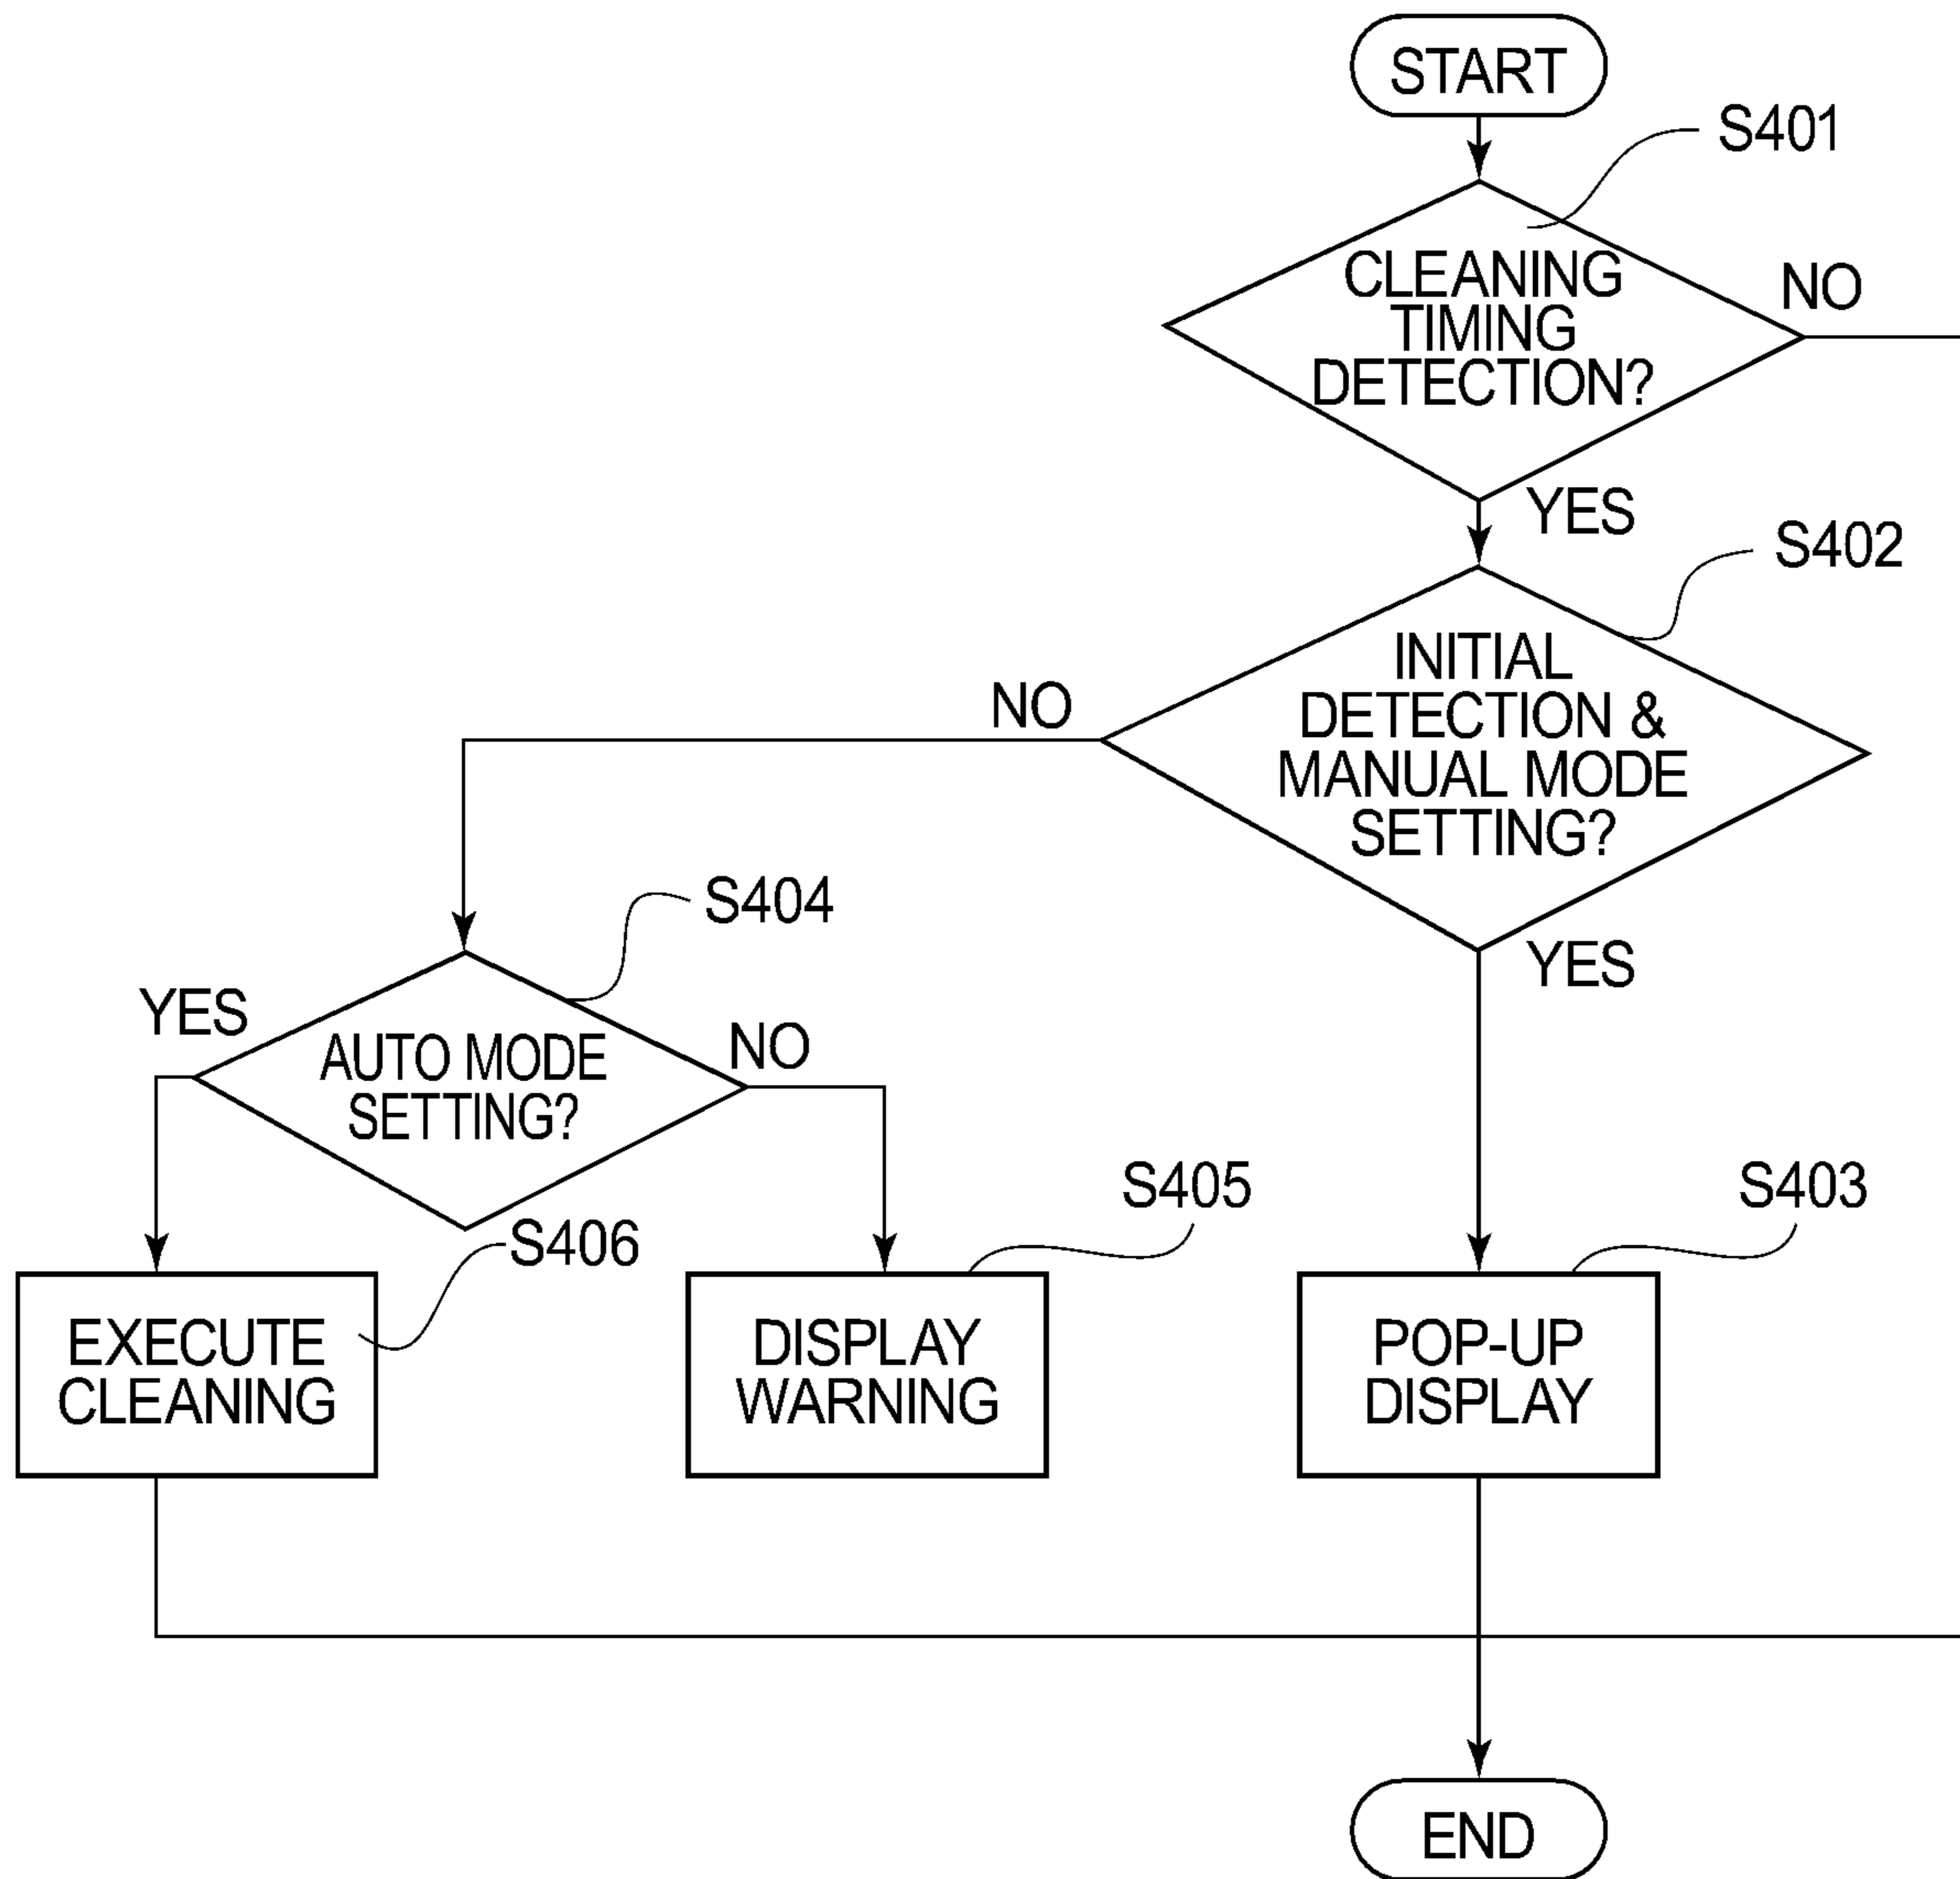 START
S401
CLEANING
TIMING
DETECTION?
NO
YES
S402
INITIAL
DETECTION &
MANUAL MODE
SETTING?
NO
YES
S404
YES
AUTO MODE
SETTING?
NO
S405
S403
S406
EXECUTE
CLEANING
DISPLAY
WARNING
POP-UP
DISPLAY
END